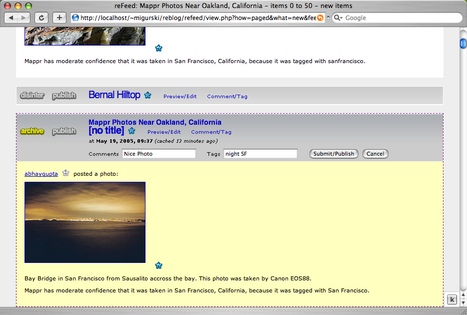 reFeed: Mappr Photos Near Oakland, California – items 0 to 50 – new items
http://localhost/~migurski/reblog/refeed/view.php?how=paged&what=new&fee
Google
Mappr has moderate confidence that it was taken in San Francisco, California, because it was tagged with sanfrancisco.
disinter publish Bernal Hilltop Preview/Edit Comment/Tag
Mappr Photos Near Oakland, California
archive publish [no title] Preview/Edit Comment/Tag
at May 19, 2005, 09:17 (cached 13 minutes ago)
Comments Nice Photo Tags night SF Submit/Publish Cancel
abhaygupta posted a photo:
Bay Bridge in San Francisco from Sausalito accross the bay. This photo was taken by Canon EOS88.
Mappr has moderate confidence that it was taken in San Francisco, California, because it was tagged with San Francisco.
k